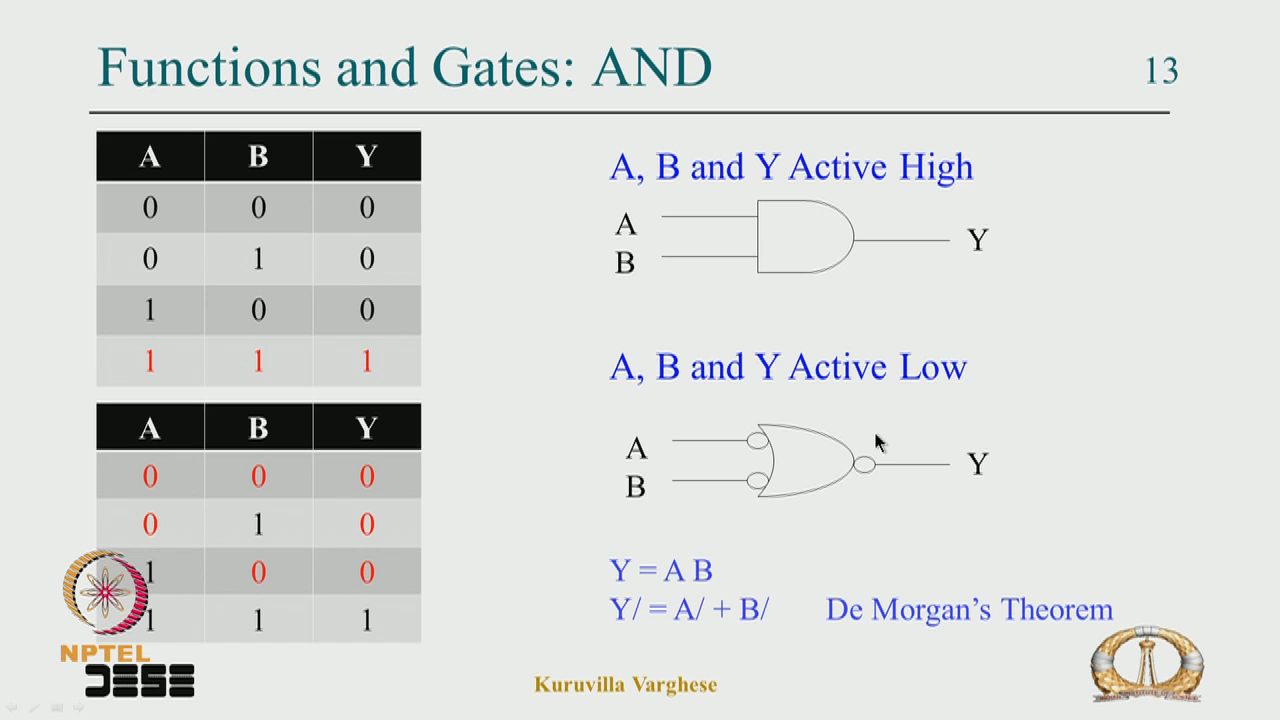 Functions and Gates: AND
13
A B Y
0 0 0
0 1 0
1 0 0
1 1 1
A B Y
0 0 0
0 1 0
1 0 0
1 1 1
A, B and Y Active High
A
B
Y
A, B and Y Active Low
A
B
Y
Y = A B
Y/ = A/ + B/ De Morgan's Theorem
NPTEL
DESE
Kuruvilla Varghese